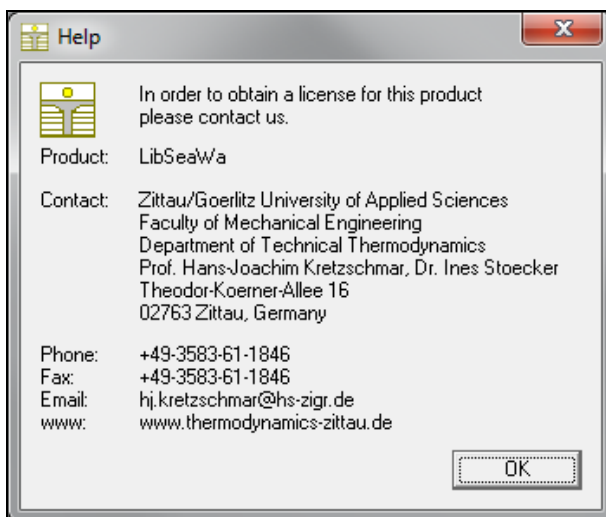 Help
In order to obtain a license for this product
please contact us.
Product: LibSeaWa
Contact: Zittau/Goerlitz University of Applied Sciences
Faculty of Mechanical Engineering
Department of Technical Thermodynamics
Prof. Hans-Joachim Kretzschmar, Dr. Ines Stoecker
Theodor-Koerner-Allee 16
02763 Zittau, Germany
Phone: +49-3583-61-1846
Fax: +49-3583-61-1846
Email: hj.kretzschmar@hs-zigr.de
www: www.thermodynamics-zittau.de
OK